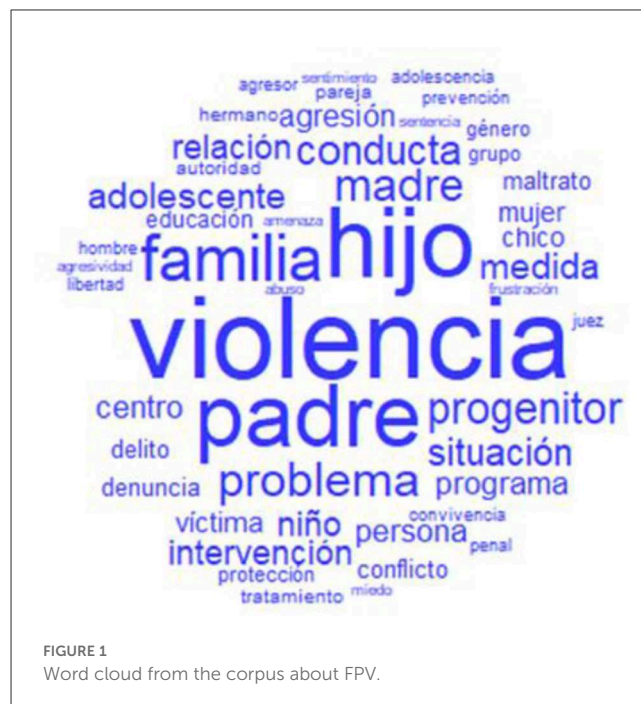 agresor sentimiento adolescencia
pareja prevención
hermano agresión sentencia género
relación conducta grupo
autoridad
adolescente madre maltrato
educación amenaza mujer
hombre familia hijo chico
agresividad medida
libertad abuso frustración
violencia juez
centro padre progenitor
delito situación
denuncia problema programa
víctima niño persona convivencia
intervención penal
protección conflicto
tratamiento miedo
FIGURE 1
Word cloud from the corpus about FPV.